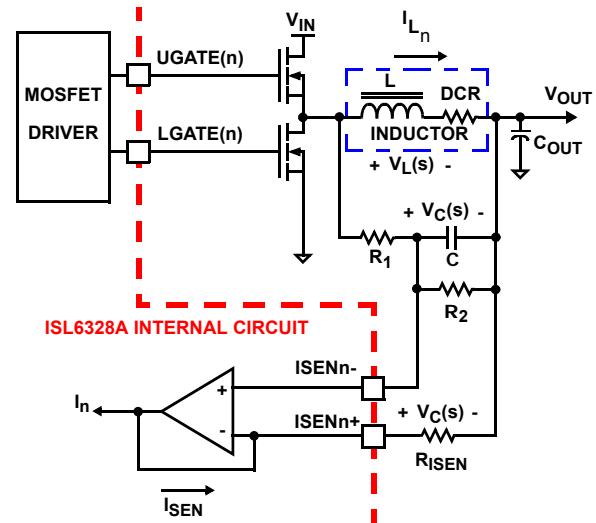 V_IN
I_L_n
UGATE(n)
L
DCR
V_OUT
MOSFET
DRIVER
LGATE(n)
INDUCTOR
C_OUT
+ V_L(s) -
+ V_C(s) -
R_1
C
R_2
ISL6328A INTERNAL CIRCUIT
ISENn-
+
I_n
-
ISENn+
+ V_C(s) -
R_ISEN
I_SEN